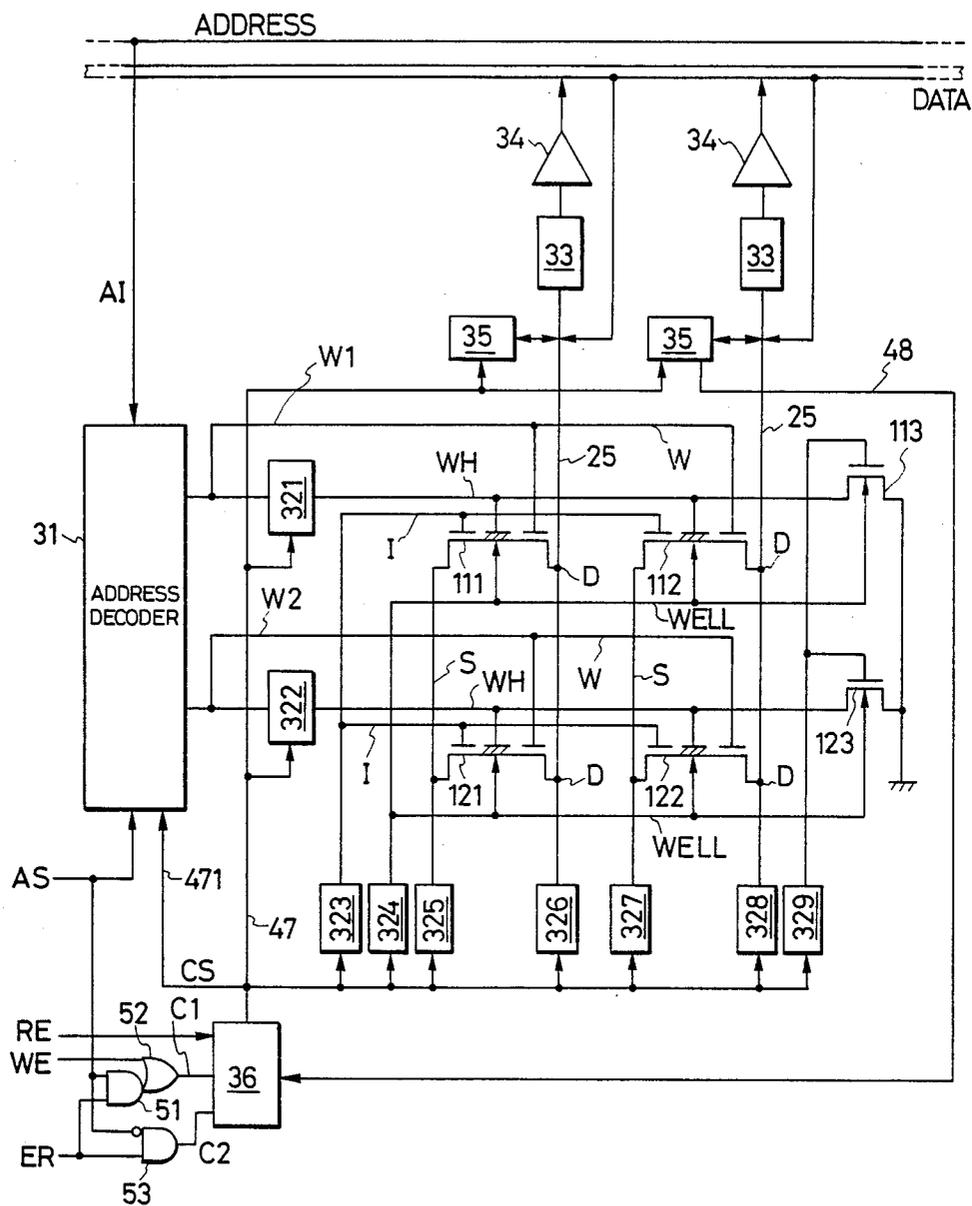 ADDRESS
DATA
34
34
33
33
AI
35
35
W1
48
25
25
113
WH
W
31
321
I
111
D
112
D
ADDRESS
DECODER
W2
WELL
S
W
S
322
WH
123
I
121
D
122
D
WELL
AS
471
47
323
324
325
326
327
328
329
CS
52
C1
RE
WE
36
51
ER
C2
53